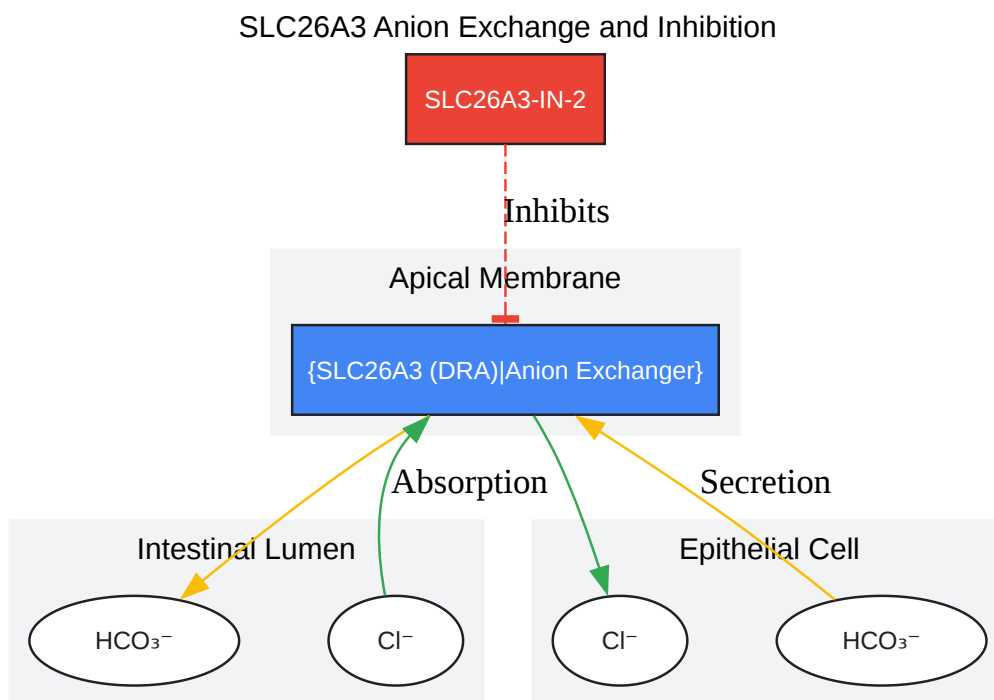 SLC26A3 Anion Exchange and Inhibition
SLC26A3-IN-2
Inhibits
Apical Membrane
{SLC26A3 (DRA)|Anion Exchanger}
Absorption
Secretion
Intestinal Lumen
Epithelial Cell
HCO₃⁻
Cl⁻
Cl⁻
HCO₃⁻